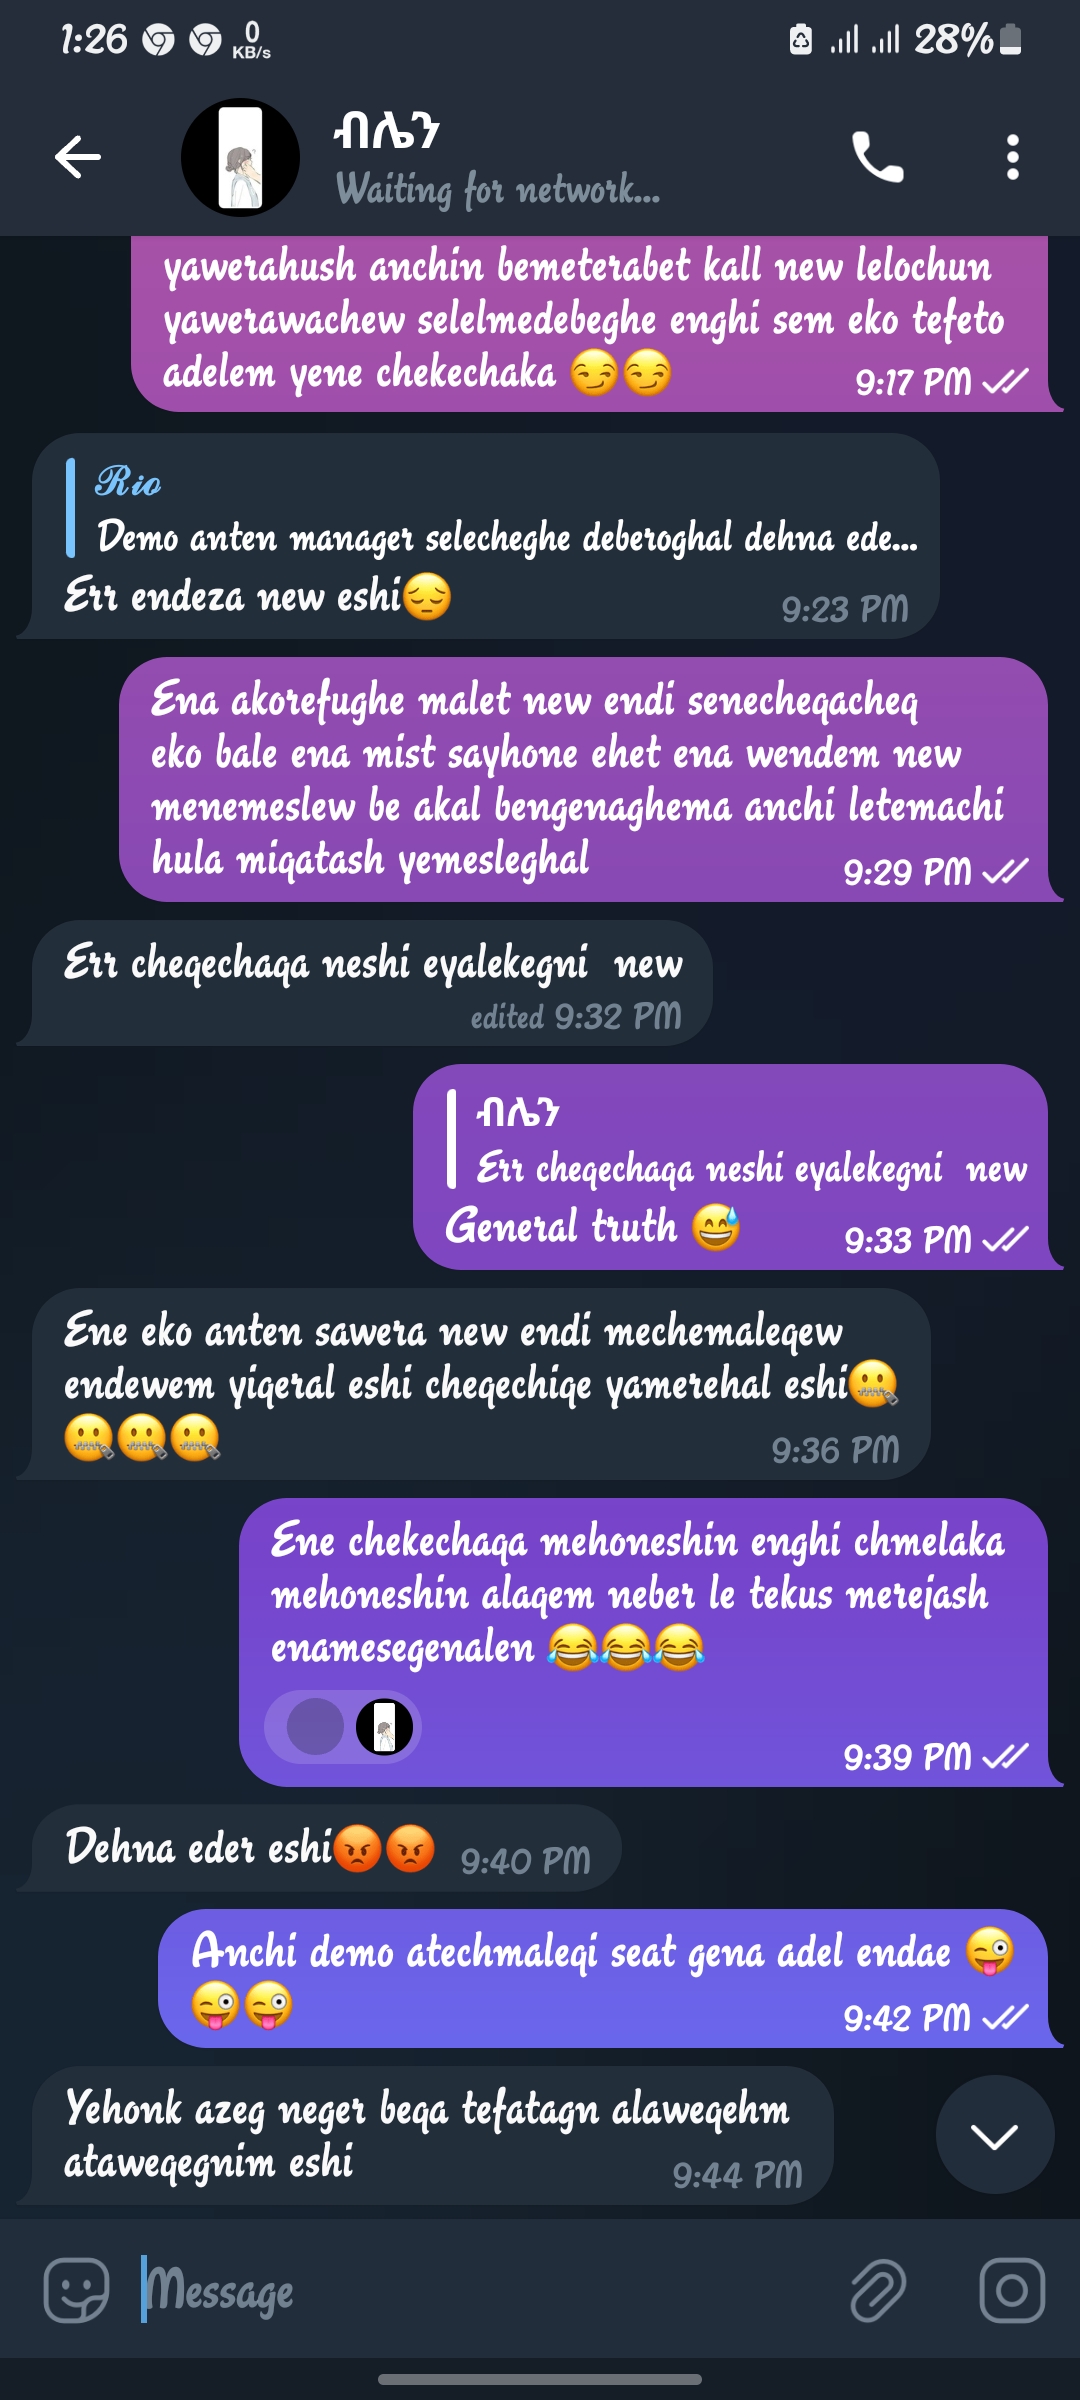 1:26
0
KB/s
28%
ብሌን
Waiting for network...
yawerahush anchin bemeterabet kall new lelochun
yawerawachew selelmedebeghe enghi sem eko tefeto
adelem yene chekechaka 😏😏
9:17 PM
Rio
Demo anten manager selecheghe deberoghal dehna ede...
Err endeza new eshi😔
9:23 PM
Ena akorefughe malet new endi senecheqacheq
eko bale ena mist sayhone ehet ena wendem new
menemeslew be akal bengenaghema anchi letemachi
hula miqatash yemesleghal
9:29 PM
Err cheqechaqa neshi eyalekegni  new
edited 9:32 PM
ብሌን
Err cheqechaqa neshi eyalekegni  new
General truth 😅
9:33 PM
Ene eko anten sawera new endi mechemaleqew
endewem yiqeral eshi cheqechiqe yamerehal eshi🤐
🤐🤐🤐
9:36 PM
Ene chekechaqa mehoneshin enghi chmelaka
mehoneshin alaqem neber le tekus merejash
enamesegenalen 😂😂😂
9:39 PM
Dehna eder eshi😡😡
9:40 PM
Anchi demo atechmaleqi seat gena adel endae 😜
😜😜
9:42 PM
Yehonk azeg neger beqa tefatagn alaweqehm
ataweqegnim eshi
9:44 PM
Message